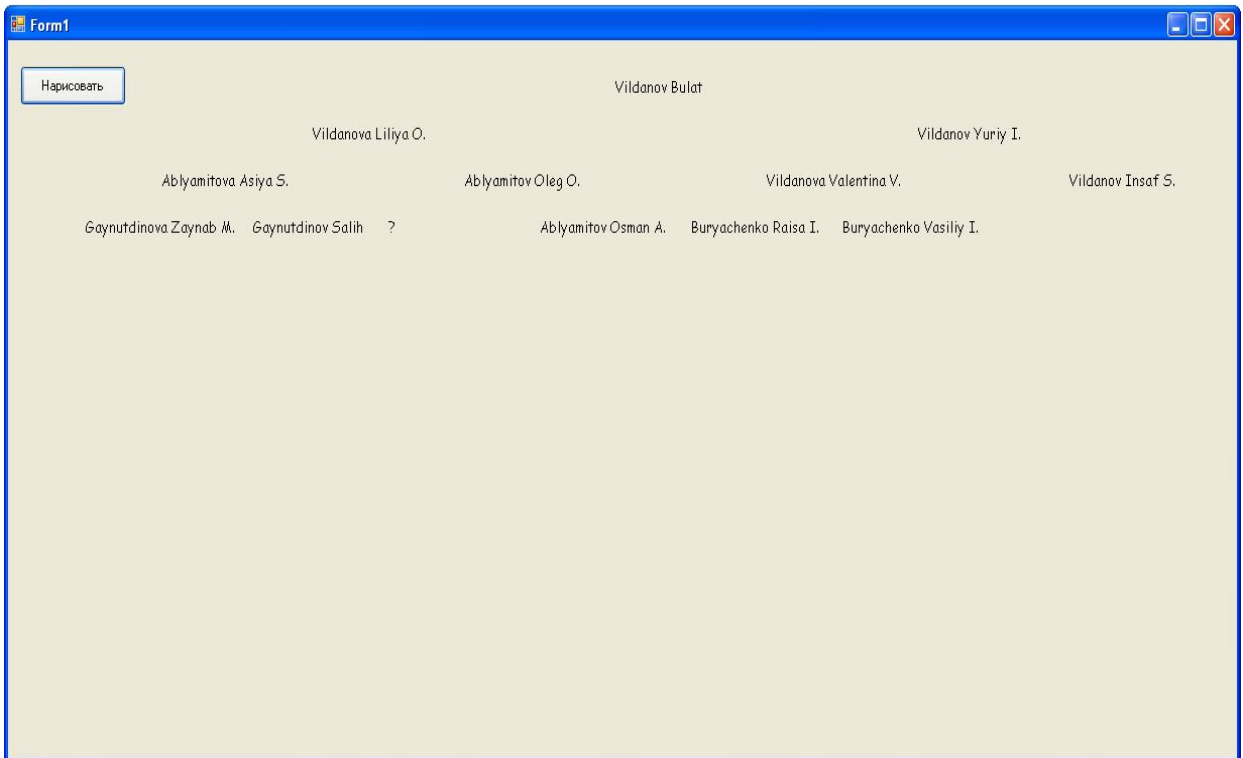 Form1
Нарисовать
Vildanov Bulat
Vildanova Liliya O. Vildanov Yuriy I.
Ablyamitova Asiya S. Ablyamitov Oleg O. Vildanova Valentina V. Vildanov Insaf S.
Gaynutdinova Zaynab M. Gaynutdinov Salih ? Ablyamitov Osman A. Buryachenko Raisa I. Buryachenko Vasiliy I.